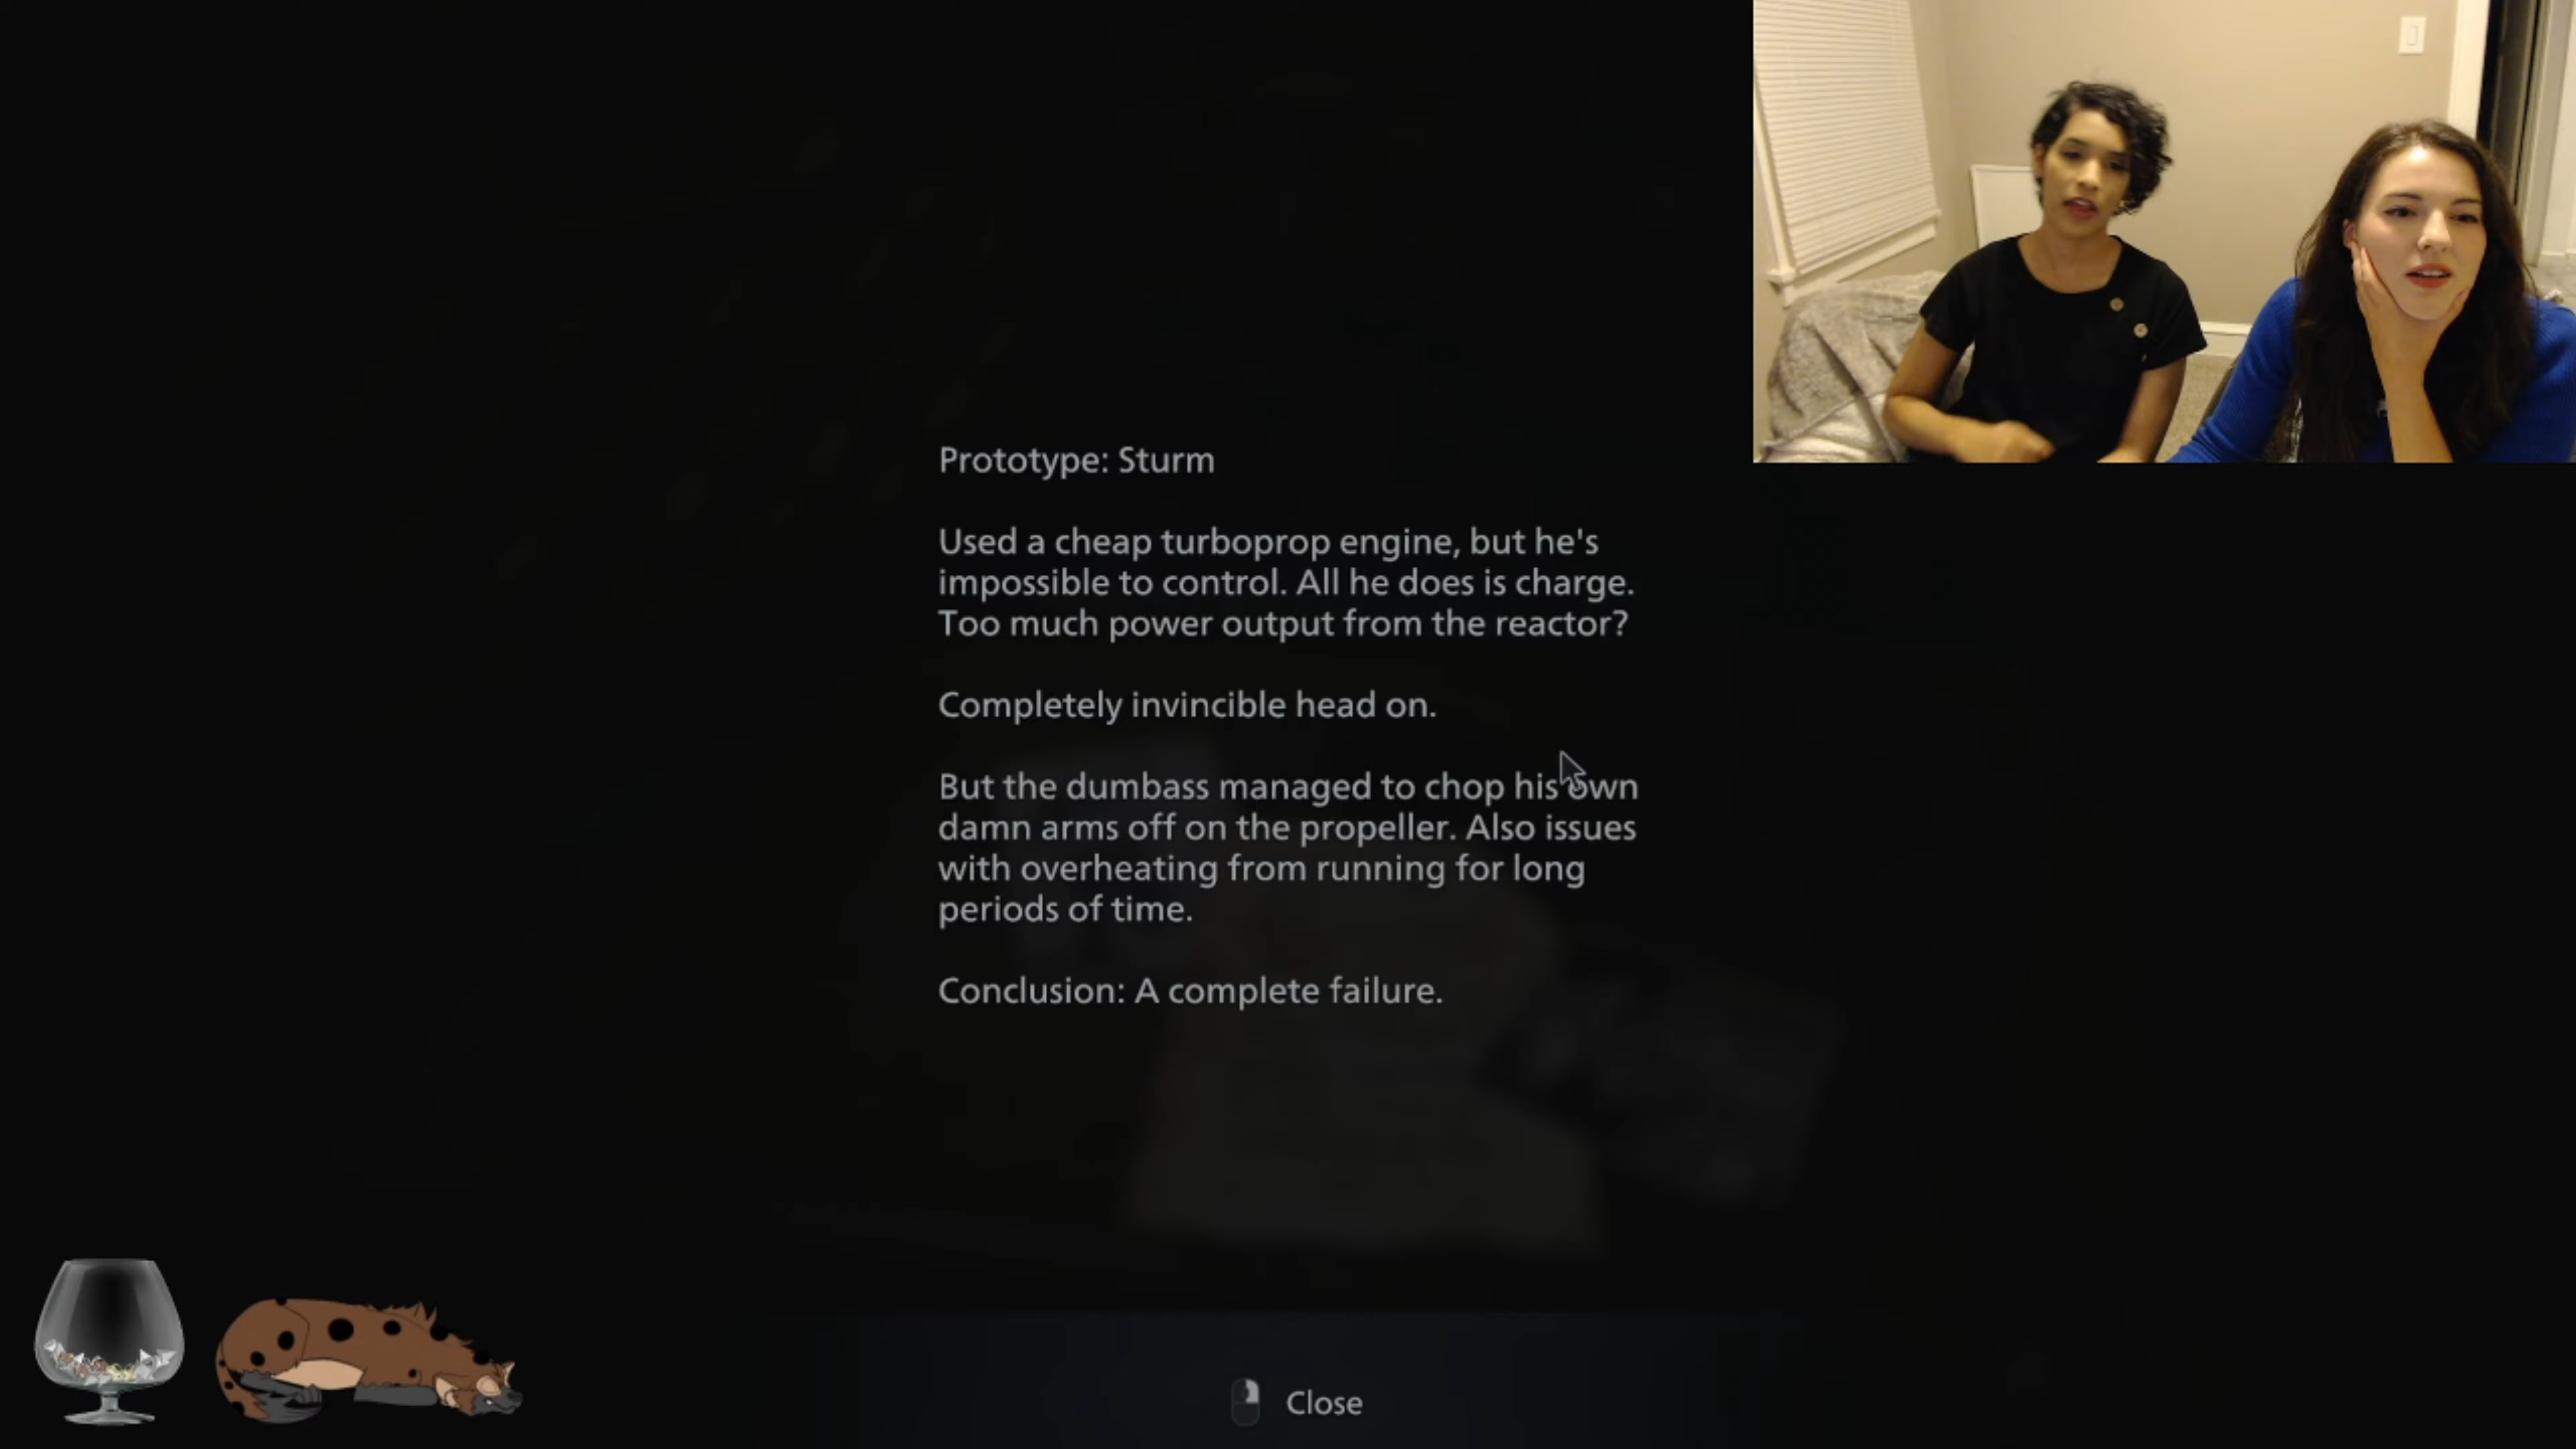 Prototype: Sturm
Used a cheap turboprop engine, but he's
impossible to control. All he does is charge.
Too much power output from the reactor?
Completely invincible head on.
But the dumbass managed to chop his own
damn arms off on the propeller. Also issues
with overheating from running for long
periods of time.
Conclusion: A complete failure.
Close